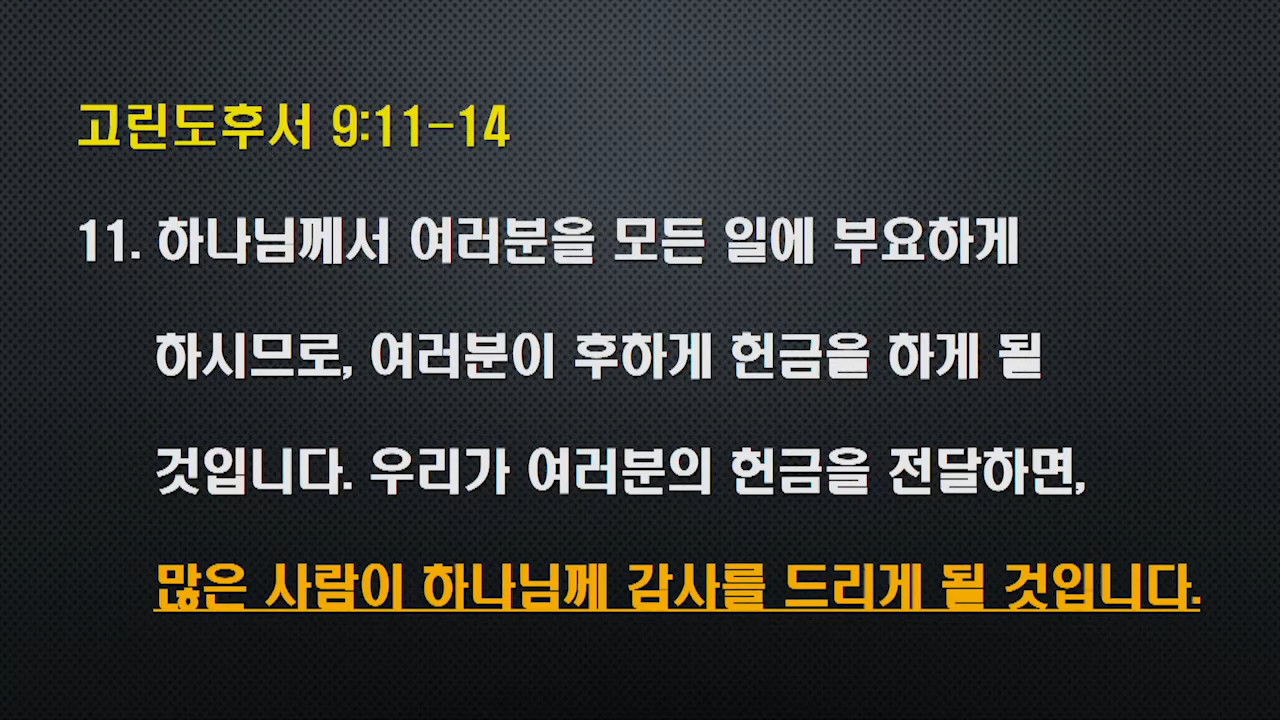 고린도후서 9:11-14
11. 하나님께서 여러분을 모든 일에 부요하게
하시므로, 여러분이 후하게 헌금을 하게 될
것입니다. 우리가 여러분의 헌금을 전달하면,
많은 사람이 하나님께 감사를 드리게 될 것입니다.